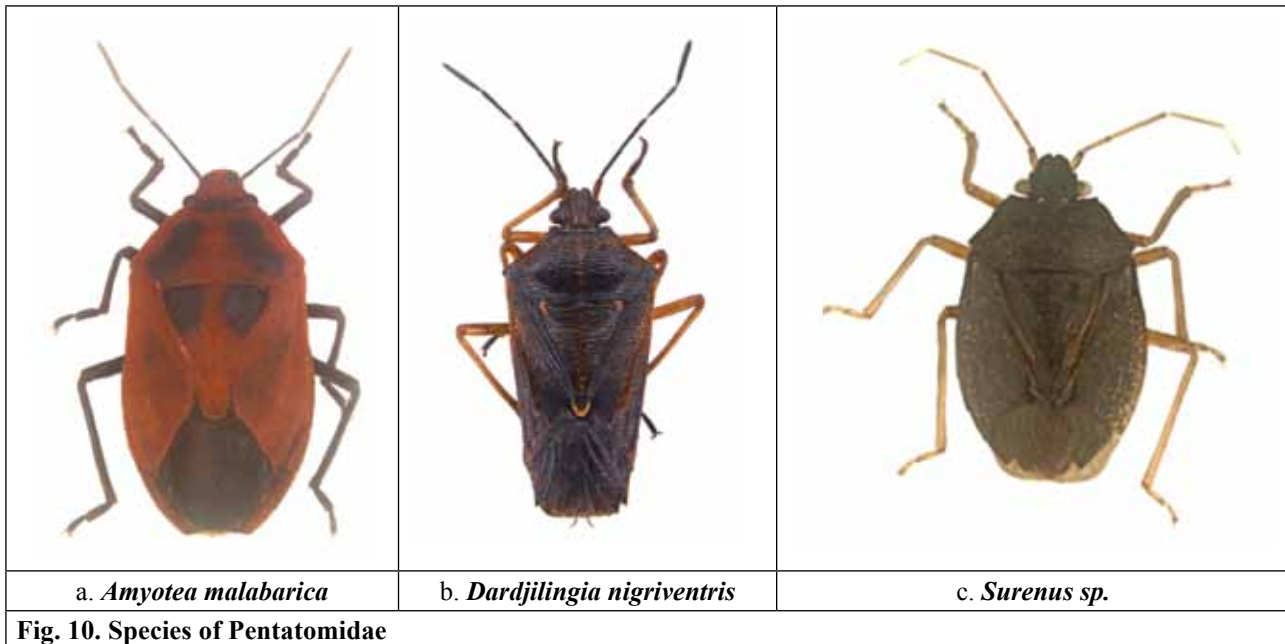 a. Amyotea malabarica
b. Dardjilingia nigriventris
c. Surenus sp.
Fig. 10. Species of Pentatomidae